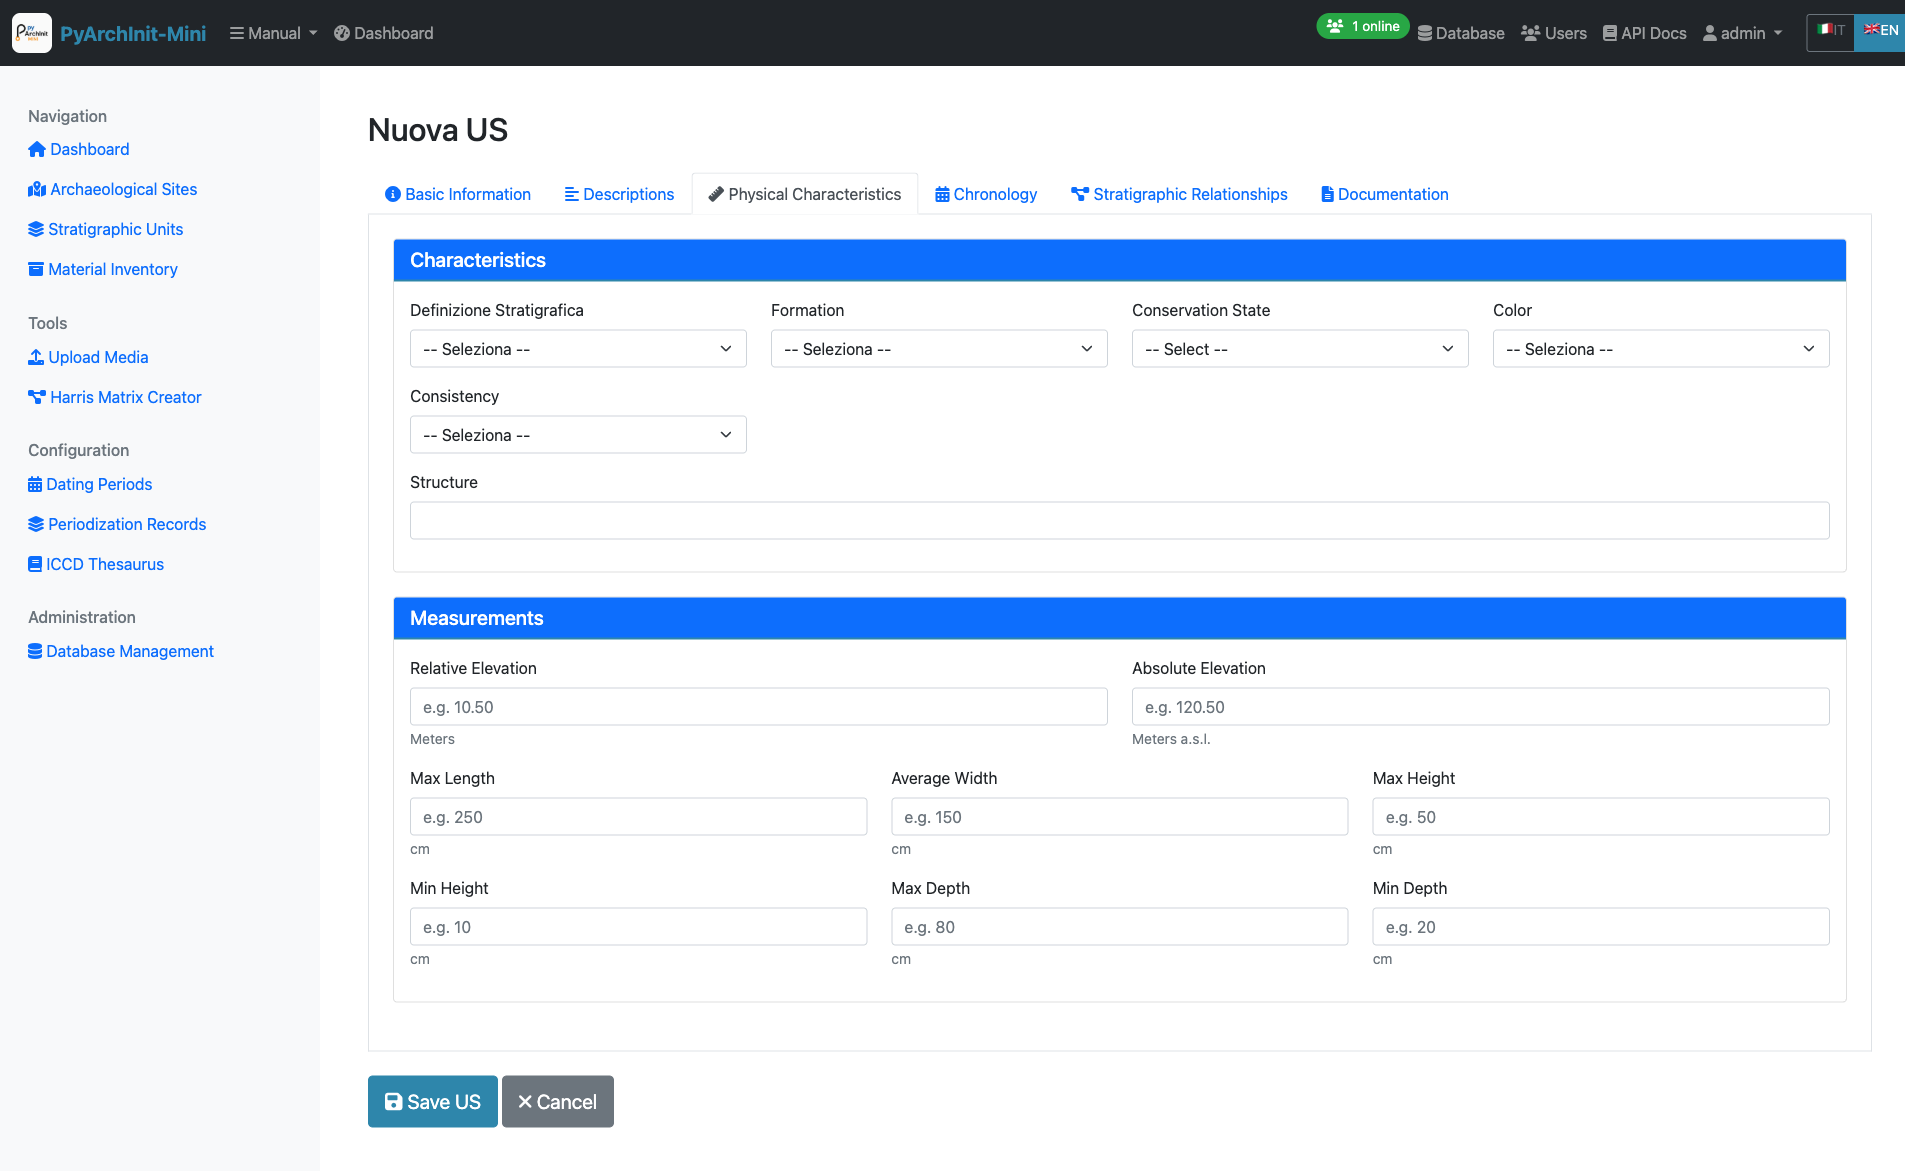 py
ArchInit
MINI
PyArchInit-Mini
Manual
Dashboard
1 online
Database
Users
API Docs
admin
IT
EN
Navigation
Dashboard
Archaeological Sites
Stratigraphic Units
Material Inventory
Tools
Upload Media
Harris Matrix Creator
Configuration
Dating Periods
Periodization Records
ICCD Thesaurus
Administration
Database Management
Nuova US
Basic Information
Descriptions
Physical Characteristics
Chronology
Stratigraphic Relationships
Documentation
Characteristics
Definizione Stratigrafica
Formation
Conservation State
Color
-- Seleziona --
-- Seleziona --
-- Select --
-- Seleziona --
Consistency
-- Seleziona --
Structure
Measurements
Relative Elevation
Absolute Elevation
e.g. 10.50
e.g. 120.50
Meters
Meters a.s.l.
Max Length
Average Width
Max Height
e.g. 250
e.g. 150
e.g. 50
cm
cm
cm
Min Height
Max Depth
Min Depth
e.g. 10
e.g. 80
e.g. 20
cm
cm
cm
Save US
Cancel